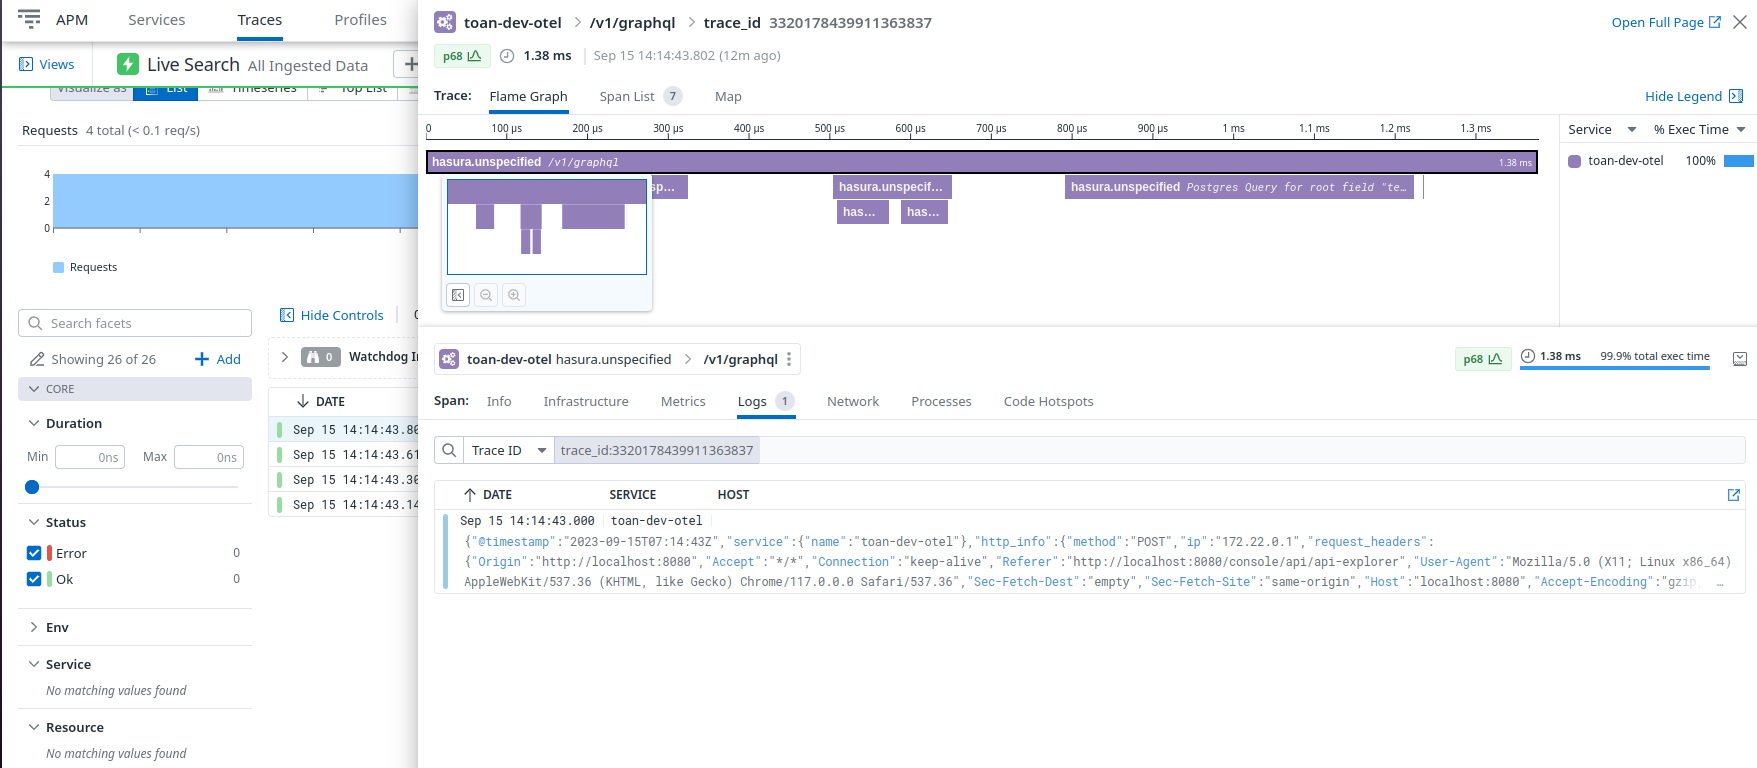 APM Services Traces Profiles
Views Live Search All Ingested Data
Visualize as List Timeseries Top List
Requests 4 total (< 0.1 req/s)
4
2
0
Requests
Search facets
Showing 26 of 26 Add
CORE
Duration
Min 0ns Max 0ns
Status
Error 0
Ok 0
Env
Service
No matching values found
Resource
No matching values found
Hide Controls
0 Watchdog
DATE
Sep 15 14:14:43.80
Sep 15 14:14:43.61
Sep 15 14:14:43.36
Sep 15 14:14:43.14
toan-dev-otel /v1/graphql trace_id 3320178439911363837
Open Full Page
p68 1.38 ms Sep 15 14:14:43.802 (12m ago)
Trace: Flame Graph Span List 7 Map
Hide Legend
0 100 µs 200 µs 300 µs 400 µs 500 µs 600 µs 700 µs 800 µs 900 µs 1 ms 1.1 ms 1.2 ms 1.3 ms
Service % Exec Time
toan-dev-otel 100%
hasura.unspecified /v1/graphql 1.38 ms
sp... hasura.unspecif... hasura.unspecified Postgres Query for root field "te…
has... has...
toan-dev-otel hasura.unspecified /v1/graphql
p68 1.38 ms 99.9% total exec time
Span: Info Infrastructure Metrics Logs 1 Network Processes Code Hotspots
Trace ID trace_id:3320178439911363837
DATE SERVICE HOST
Sep 15 14:14:43.000 toan-dev-otel
{"@timestamp":"2023-09-15T07:14:43Z","service":{"name":"toan-dev-otel"},"http_info":{"method":"POST","ip":"172.22.0.1","request_headers":
{"Origin":"http://localhost:8080","Accept":"*/*","Connection":"keep-alive","Referer":"http://localhost:8080/console/api/api-explorer","User-Agent":"Mozilla/5.0 (X11; Linux x86_64)
AppleWebKit/537.36 (KHTML, like Gecko) Chrome/117.0.0.0 Safari/537.36","Sec-Fetch-Dest":"empty","Sec-Fetch-Site":"same-origin","Host":"localhost:8080","Accept-Encoding":"gzip, …